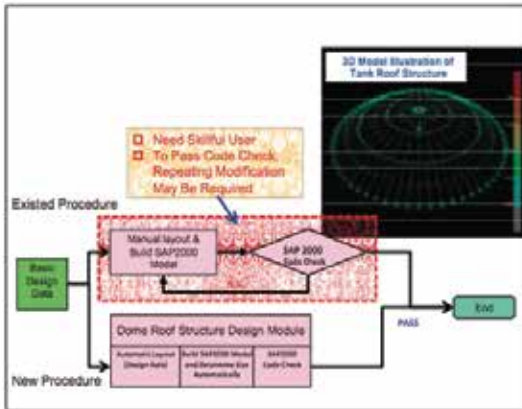 3D Model Illustration of
Tank Roof Structure
Need Skillful User
To Pass Code Check,
Repeating Modification
May Be Required
Existed Procedure
Manual layout &
Build SAP2000
Model
SAP 2000
Code Check
Basic
Design
Data
End
PASS
Dome Roof Structure Design Module
Automatic Layout
(Design Aids)
Build SAP2000 Model
and Determine Size
Automatically
SAP2000
Code Check
New Procedure